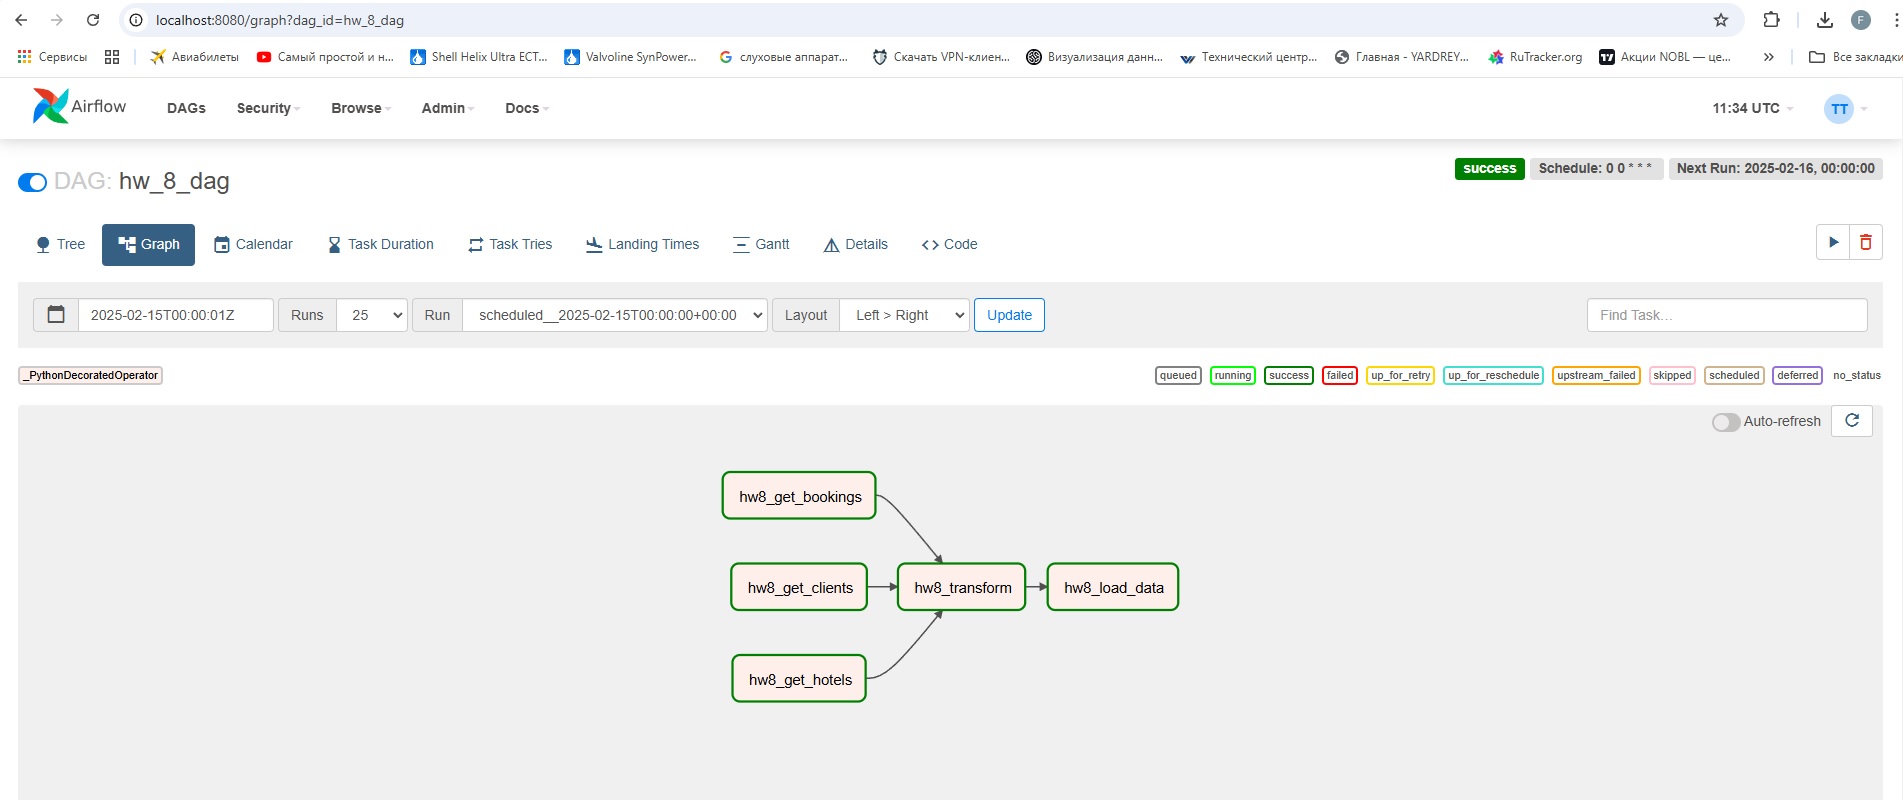 localhost:8080/graph?dag_id=hw_8_dag
F
Сервисы Авиабилеты Самый простой и н... Shell Helix Ultra ECT... Valvoline SynPower... слуховые аппарат... Скачать VPN-клиен... Визуализация данн... Технический центр... Главная - YARDREY... RuTracker.org Акции NOBL — це... » Все закладки
Airflow DAGs Security Browse Admin Docs 11:34 UTC TT
DAG: hw_8_dag success Schedule: 0 0 * * * Next Run: 2025-02-16, 00:00:00
Tree Graph Calendar Task Duration Task Tries Landing Times Gantt Details <> Code
2025-02-15T00:00:01Z Runs 25 Run scheduled__2025-02-15T00:00:00+00:00 Layout Left > Right Update Find Task...
_PythonDecoratedOperator queued running success failed up_for_retry up_for_reschedule upstream_failed skipped scheduled deferred no_status
Auto-refresh
hw8_get_bookings
hw8_get_clients hw8_transform hw8_load_data
hw8_get_hotels